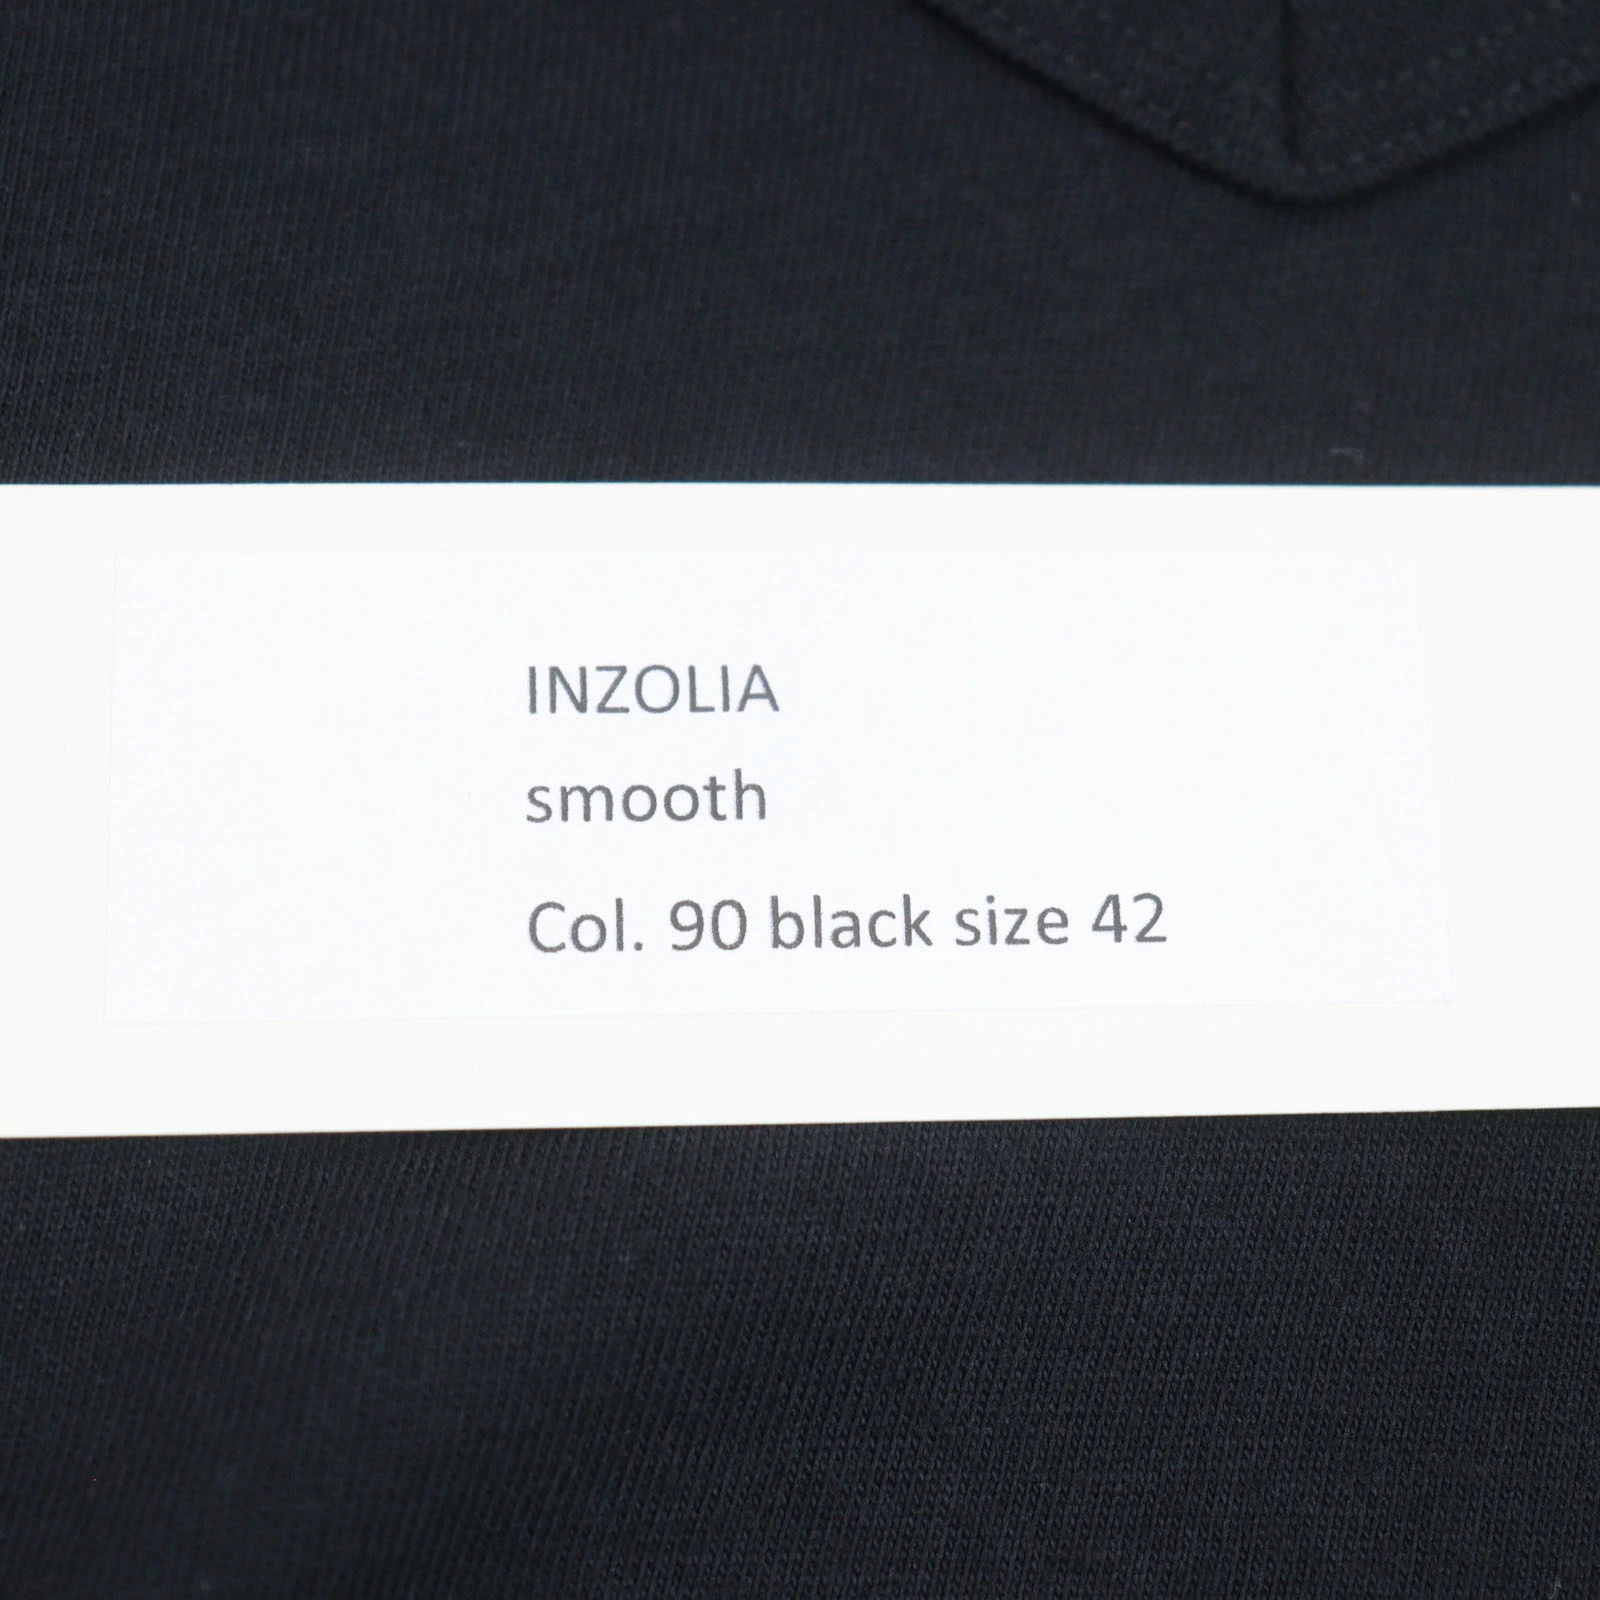 INZOLIA
smooth
Col. 90 black size 42